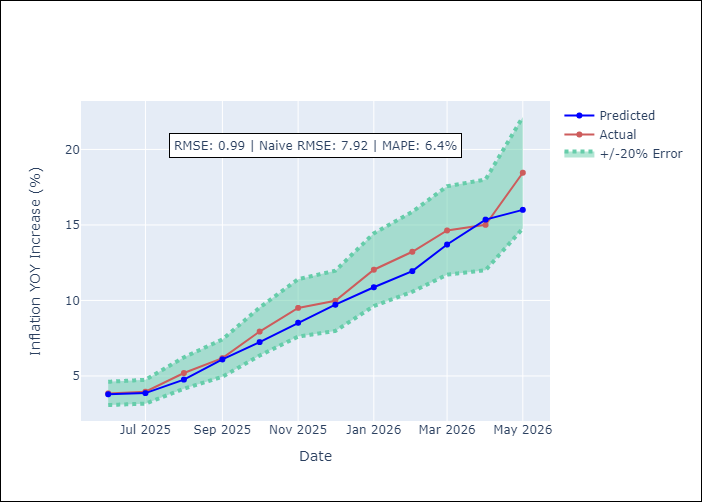 RMSE: 0.99 | Naive RMSE: 7.92 | MAPE: 6.4%
Predicted
Actual
+/-20% Error
Inflation YOY Increase (%)
20
15
10
5
Jul 2025
Sep 2025
Nov 2025
Jan 2026
Mar 2026
May 2026
Date